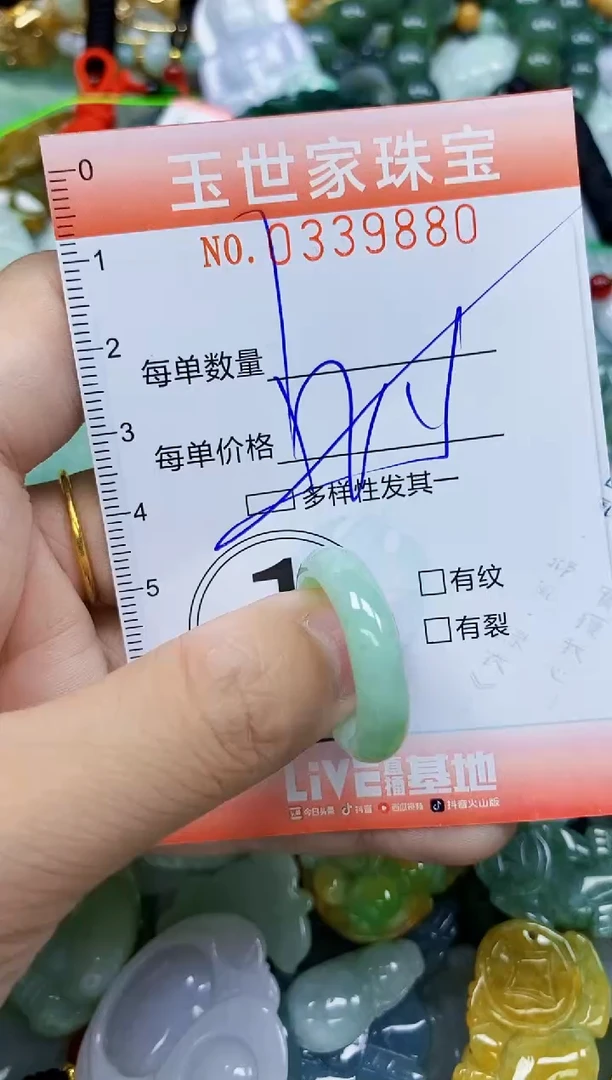 玉世家珠宝
NO.0339880
0
1
2
3
4
5
每单数量
每单价格
多样性发其一
1
有纹
有裂
LiVE直播基地
今日头条 抖音 西瓜视频 抖音火山版